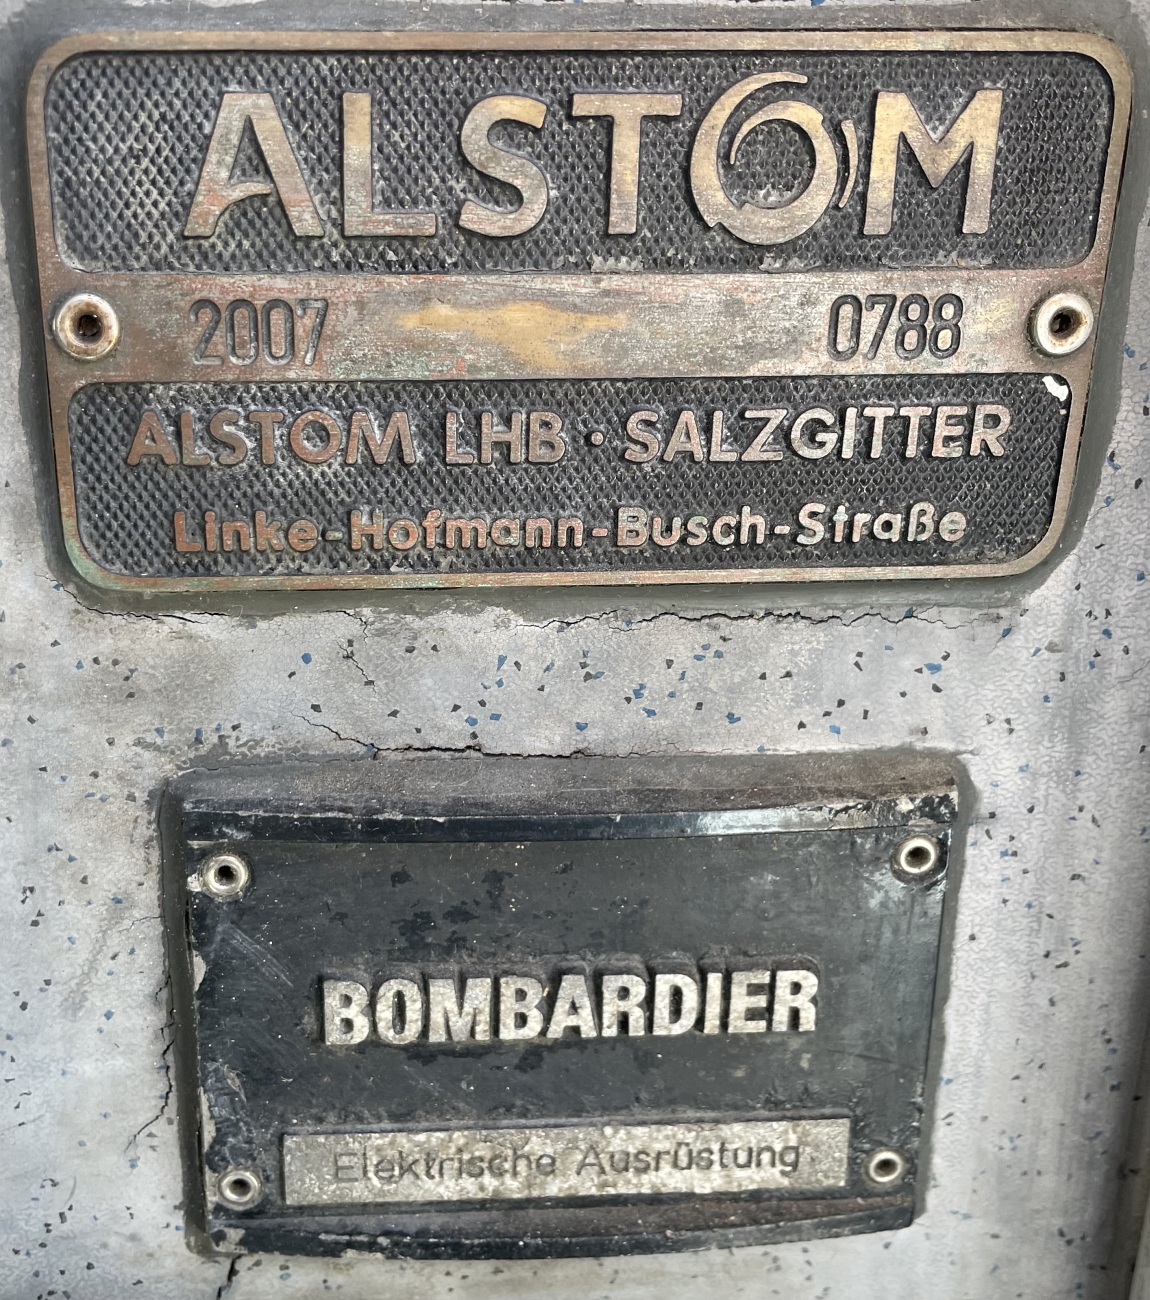 ALSTOM
2007 0788
ALSTOM LHB · SALZGITTER
Linke-Hofmann-Busch-Straße
BOMBARDIER
Elektrische Ausrüstung